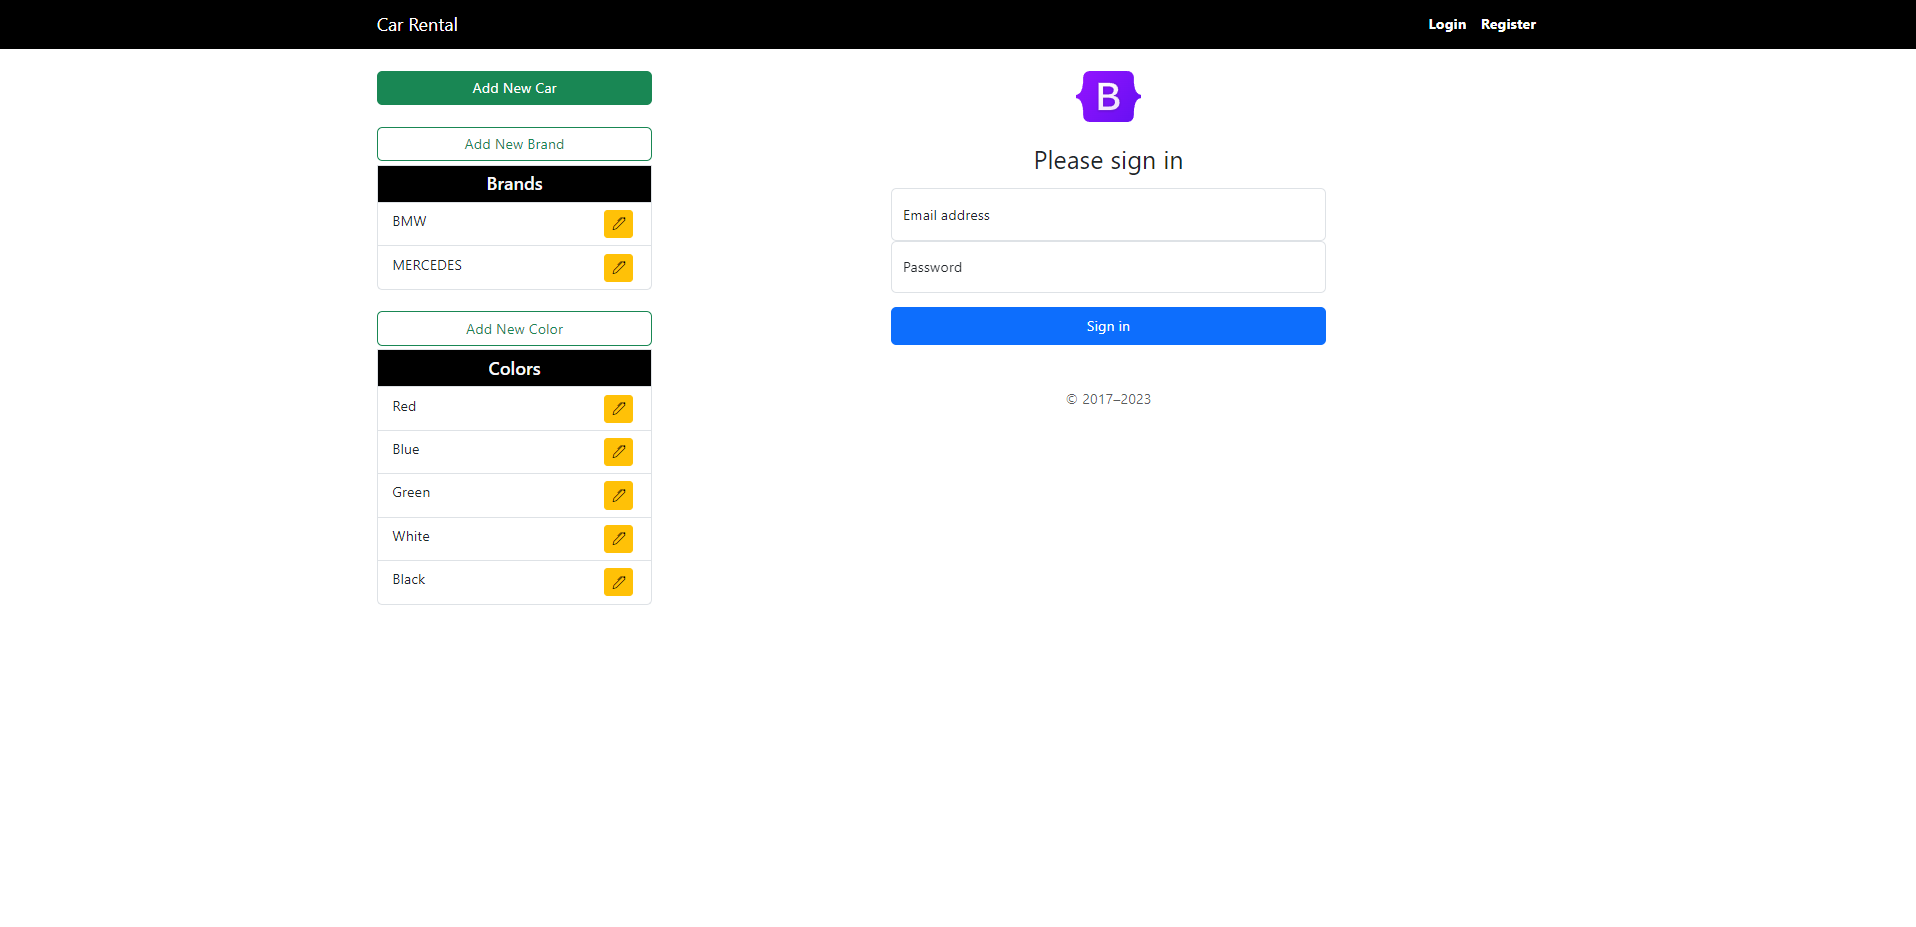 Car Rental
Login Register
Add New Car
Add New Brand
Brands
BMW
MERCEDES
Add New Color
Colors
Red
Blue
Green
White
Black
B
Please sign in
Email address
Password
Sign in
© 2017–2023